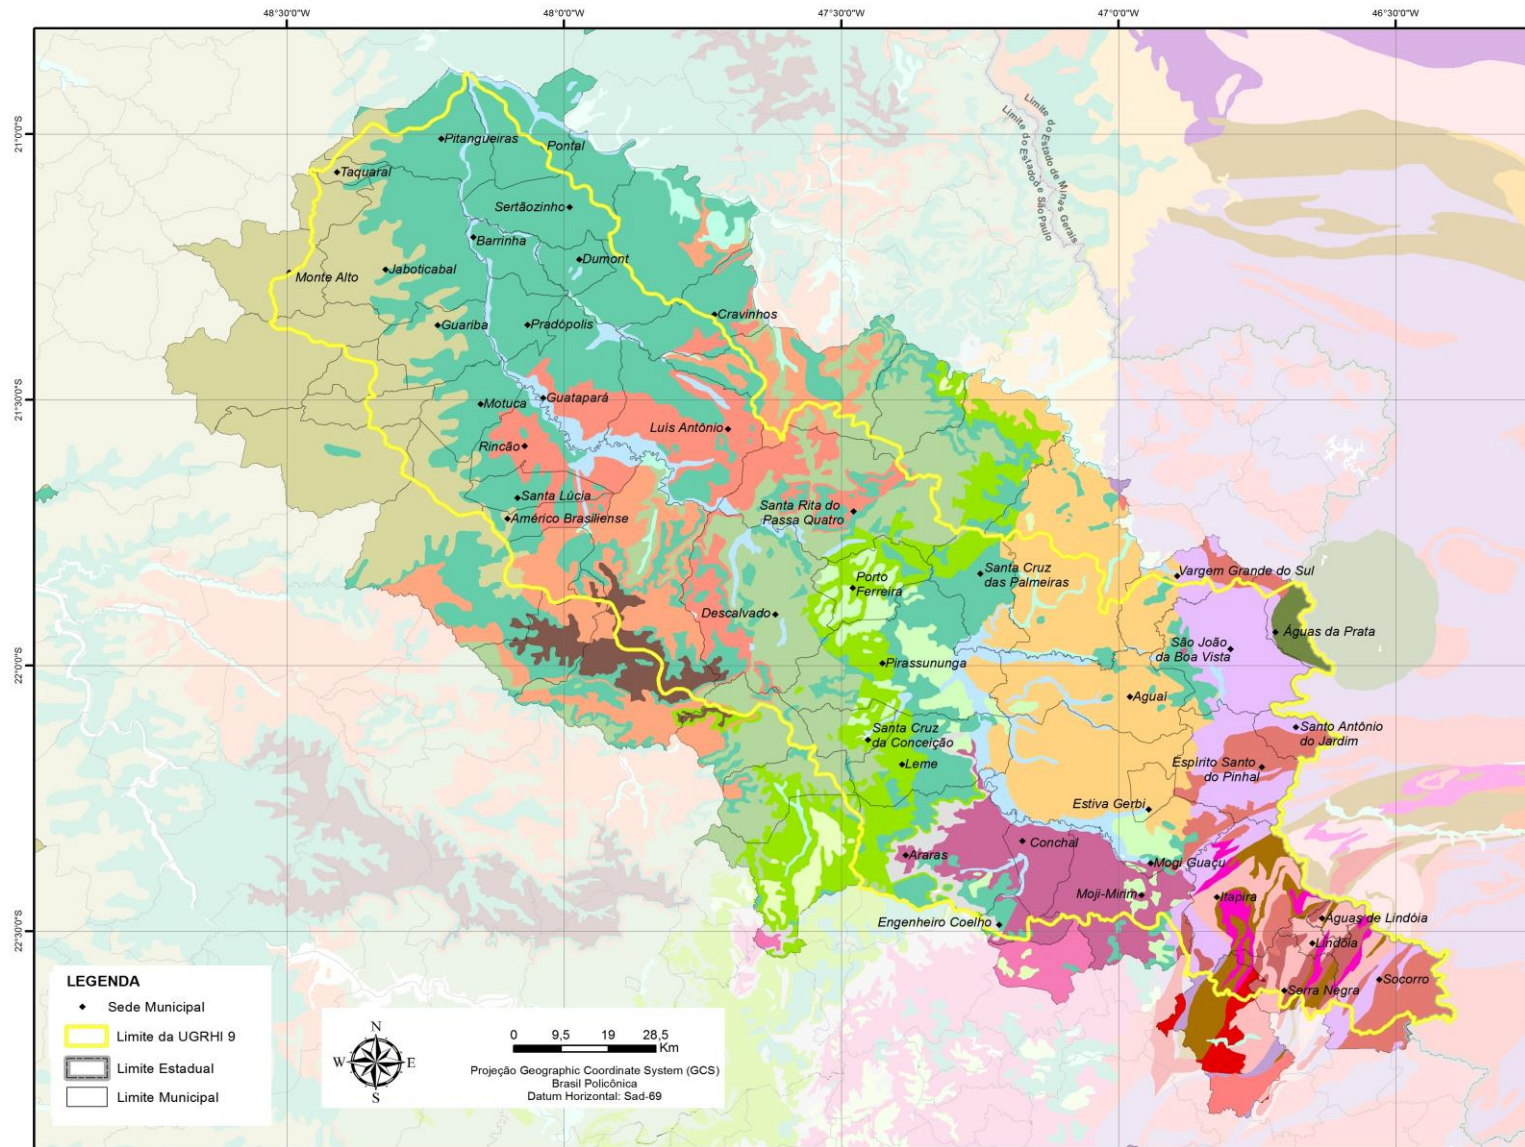 48°30'0"W
48°0'0"W
47°30'0"W
47°0'0"W
46°30'0"W
21°0'0"S
21°30'0"S
22°0'0"S
22°30'0"S
Limite do Estado de Minas Gerais
Limite do Estado de São Paulo
Pitangueiras
Pontal
Taquaral
Sertãozinho
Barrinha
Dumont
Monte Alto
Jaboticabal
Guariba
Pradópolis
Cravinhos
Motuca
Guatapará
Luis Antônio
Rincão
Santa Lúcia
Américo Brasiliense
Santa Rita do
Passa Quatro
Porto
Ferreira
Santa Cruz
das Palmeiras
Vargem Grande do Sul
Descalvado
Águas da Prata
São João
da Boa Vista
Pirassununga
Aguaí
Santa Cruz
da Conceição
Leme
Santo Antônio
do Jardim
Espírito Santo
do Pinhal
Estiva Gerbi
Araras
Conchal
Mogi Guaçu
Moji-Mirim
Itapira
Engenheiro Coelho
Águas de Lindóia
Lindóia
Socorro
Serra Negra
LEGENDA
Sede Municipal
Limite da UGRHI 9
Limite Estadual
Limite Municipal
N
W
E
S
0 9,5 19 28,5
Km
Projeção Geographic Coordinate System (GCS)
Brasil Policônica
Datum Horizontal: Sad-69